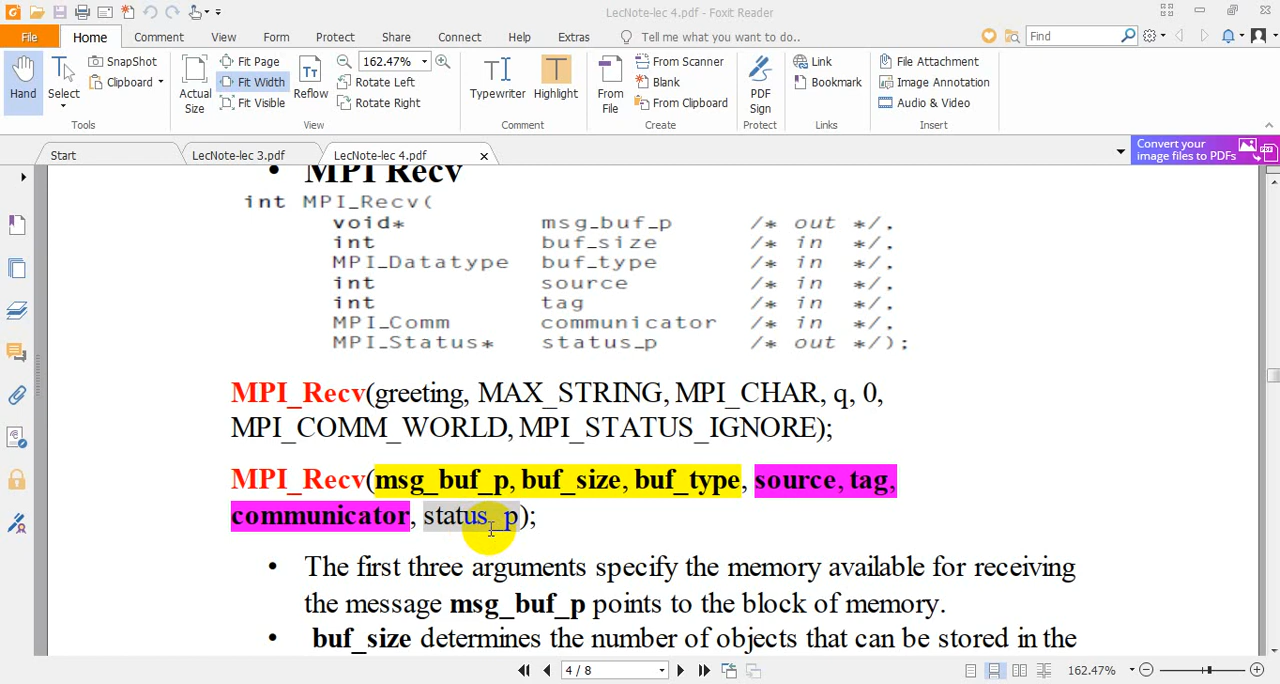 LecNote-lec 4.pdf - Foxit Reader
File Home Comment View Form Protect Share Connect Help Extras Tell me what you want to do.. Find
Hand
Select
SnapShot
Clipboard
Tools
Actual Size
Fit Page
Fit Width
Fit Visible
Reflow
Rotate Left
Rotate Right
162.47%
View
Typewriter
Highlight
Comment
From File
From Scanner
Blank
From Clipboard
Create
PDF Sign
Protect
Link
Bookmark
Links
File Attachment
Image Annotation
Audio & Video
Insert
Start LecNote-lec 3.pdf LecNote-lec 4.pdf
Convert your
image files to PDFs
• MPI Recv
int MPI_Recv(
void* msg_buf_p /* out */,
int buf_size /* in */,
MPI_Datatype buf_type /* in */,
int source /* in */,
int tag /* in */,
MPI_Comm communicator /* in */,
MPI_Status* status_p /* out */);
MPI_Recv(greeting, MAX_STRING, MPI_CHAR, q, 0,
MPI_COMM_WORLD, MPI_STATUS_IGNORE);
MPI_Recv(msg_buf_p, buf_size, buf_type, source, tag,
communicator, status_p);
• The first three arguments specify the memory available for receiving
the message msg_buf_p points to the block of memory.
• buf_size determines the number of objects that can be stored in the
4 / 8
162.47%